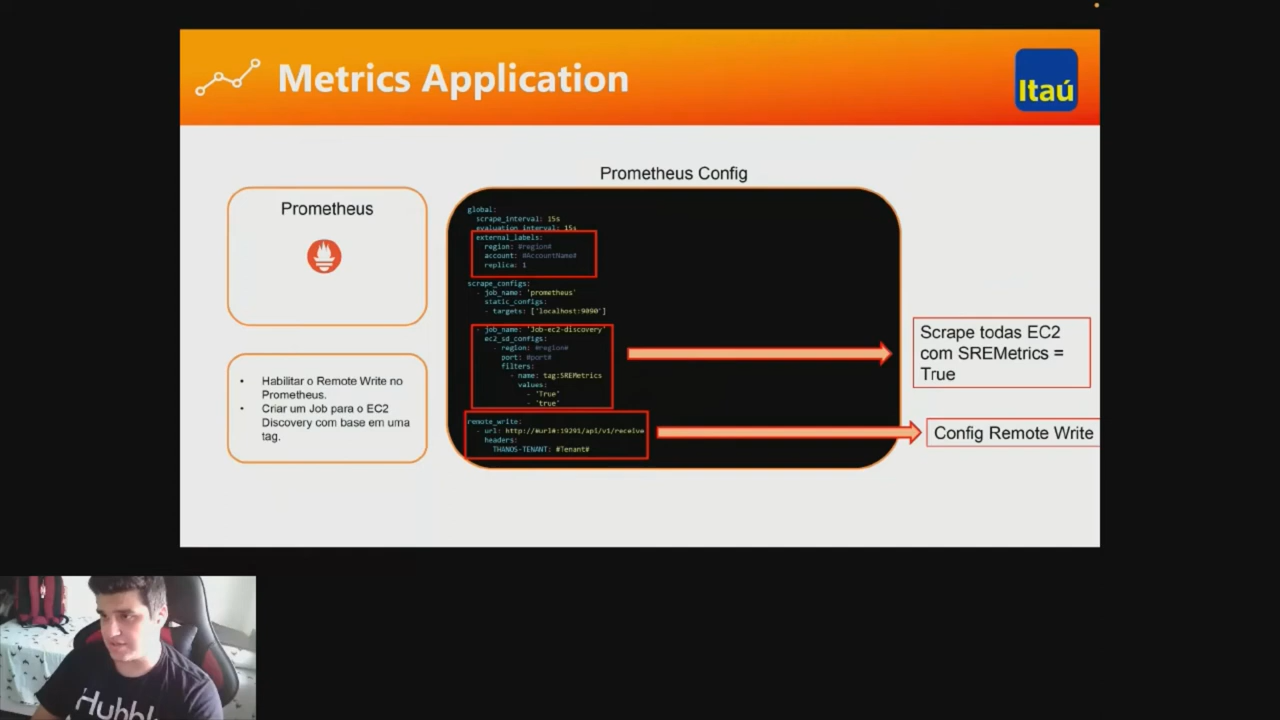 Metrics Application
Itaú
Prometheus Config
Prometheus
global:
scrape_interval: 15s
evaluation_interval: 15s
external_labels:
region: #region#
account: #AccountName#
replica: 1
scrape_configs:
- job_name: 'prometheus'
static_configs:
- targets: ['localhost:9090']
- job_name: 'Job-ec2-discovery'
ec2_sd_configs:
- region: #region#
port: #port#
filters:
- name: tag:SREMetrics
values:
- 'True'
- 'true'
remote_write:
- url: http://#url#:19291/api/v1/receive
headers:
THANOS-TENANT: #Tenant#
Scrape todas EC2
com SREMetrics =
True
Config Remote Write
• Habilitar o Remote Write no
Prometheus.
• Criar um Job para o EC2
Discovery com base em uma
tag.